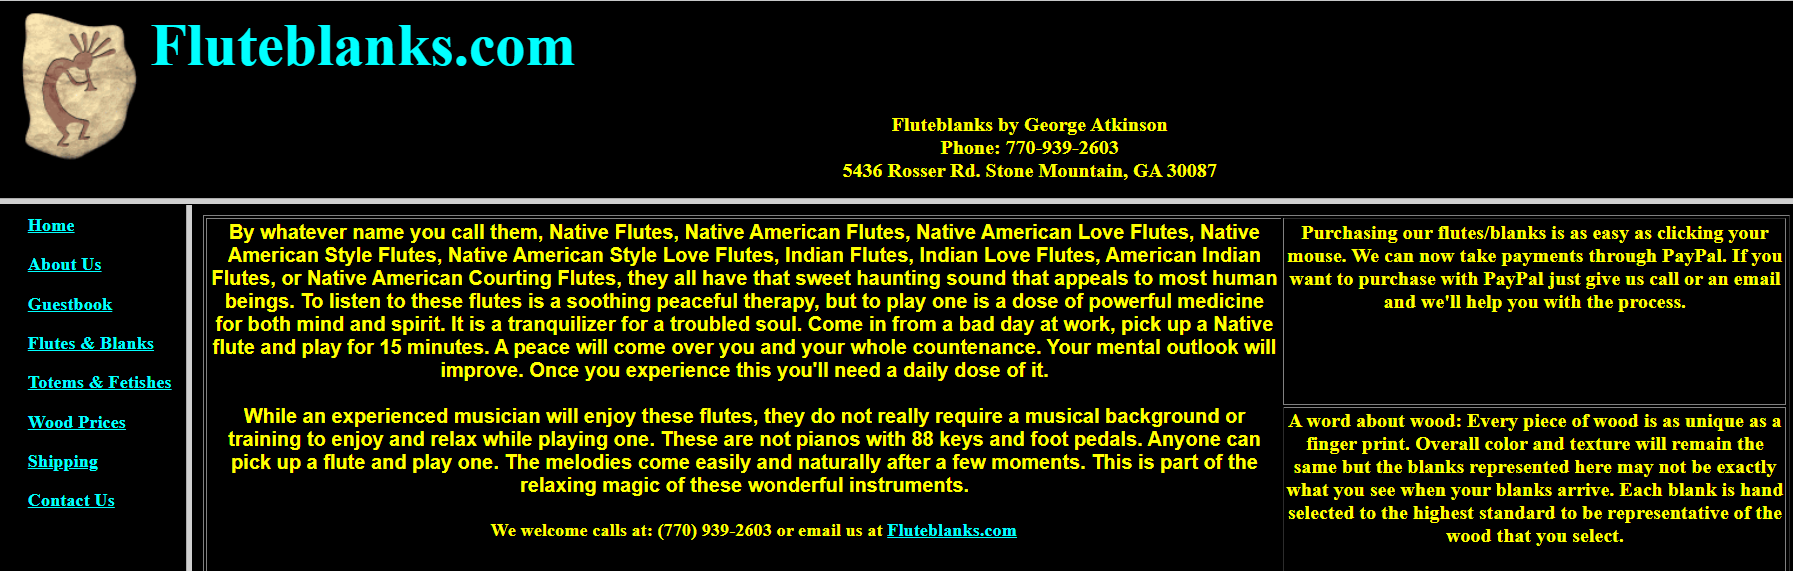 Fluteblanks.com
Fluteblanks by George Atkinson
Phone: 770-939-2603
5436 Rosser Rd. Stone Mountain, GA 30087
Home
About Us
Guestbook
Flutes & Blanks
Totems & Fetishes
Wood Prices
Shipping
Contact Us
By whatever name you call them, Native Flutes, Native American Flutes, Native American Love Flutes, Native
American Style Flutes, Native American Style Love Flutes, Indian Flutes, Indian Love Flutes, American Indian
Flutes, or Native American Courting Flutes, they all have that sweet haunting sound that appeals to most human
beings. To listen to these flutes is a soothing peaceful therapy, but to play one is a dose of powerful medicine
for both mind and spirit. It is a tranquilizer for a troubled soul. Come in from a bad day at work, pick up a Native
flute and play for 15 minutes. A peace will come over you and your whole countenance. Your mental outlook will
improve. Once you experience this you'll need a daily dose of it.
While an experienced musician will enjoy these flutes, they do not really require a musical background or
training to enjoy and relax while playing one. These are not pianos with 88 keys and foot pedals. Anyone can
pick up a flute and play one. The melodies come easily and naturally after a few moments. This is part of the
relaxing magic of these wonderful instruments.
We welcome calls at: (770) 939-2603 or email us at Fluteblanks.com
Purchasing our flutes/blanks is as easy as clicking your
mouse. We can now take payments through PayPal. If you
want to purchase with PayPal just give us call or an email
and we'll help you with the process.
A word about wood: Every piece of wood is as unique as a
finger print. Overall color and texture will remain the
same but the blanks represented here may not be exactly
what you see when your blanks arrive. Each blank is hand
selected to the highest standard to be representative of the
wood that you select.